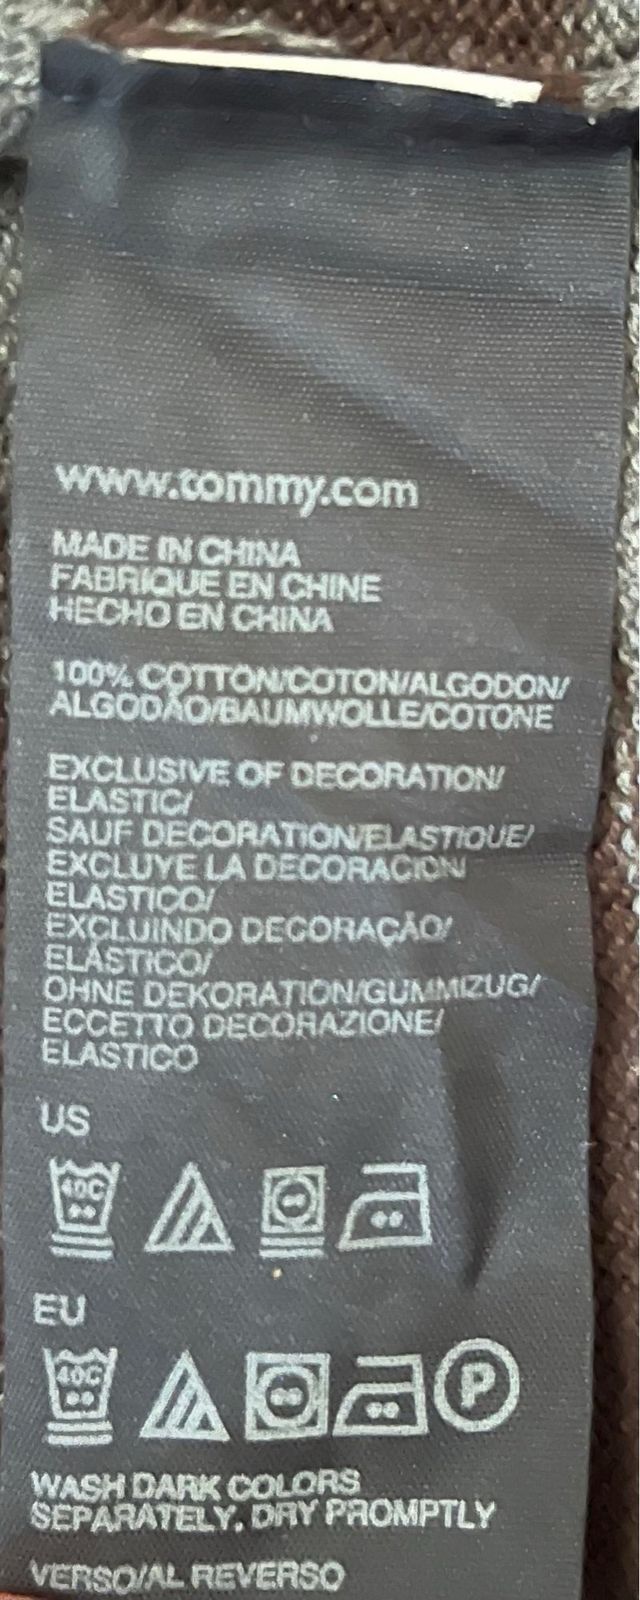 www.tommy.com
MADE IN CHINA
FABRIQUE EN CHINE
HECHO EN CHINA
100% COTTON/COTON/ALGODON/
ALGODÃO/BAUMWOLLE/COTONE
EXCLUSIVE OF DECORATION/
ELASTIC/
SAUF DECORATION/ELASTIQUE/
EXCLUYE LA DECORACION
ELASTICO/
EXCLUINDO DECORAÇÃO/
ELÁSTICO/
OHNE DEKORATION/GUMMIZUG/
ECCETTO DECORAZIONE/
ELASTICO
US
40C
EU
40C P
WASH DARK COLORS
SEPARATELY, DRY PROMPTLY
VERSO/AL REVERSO